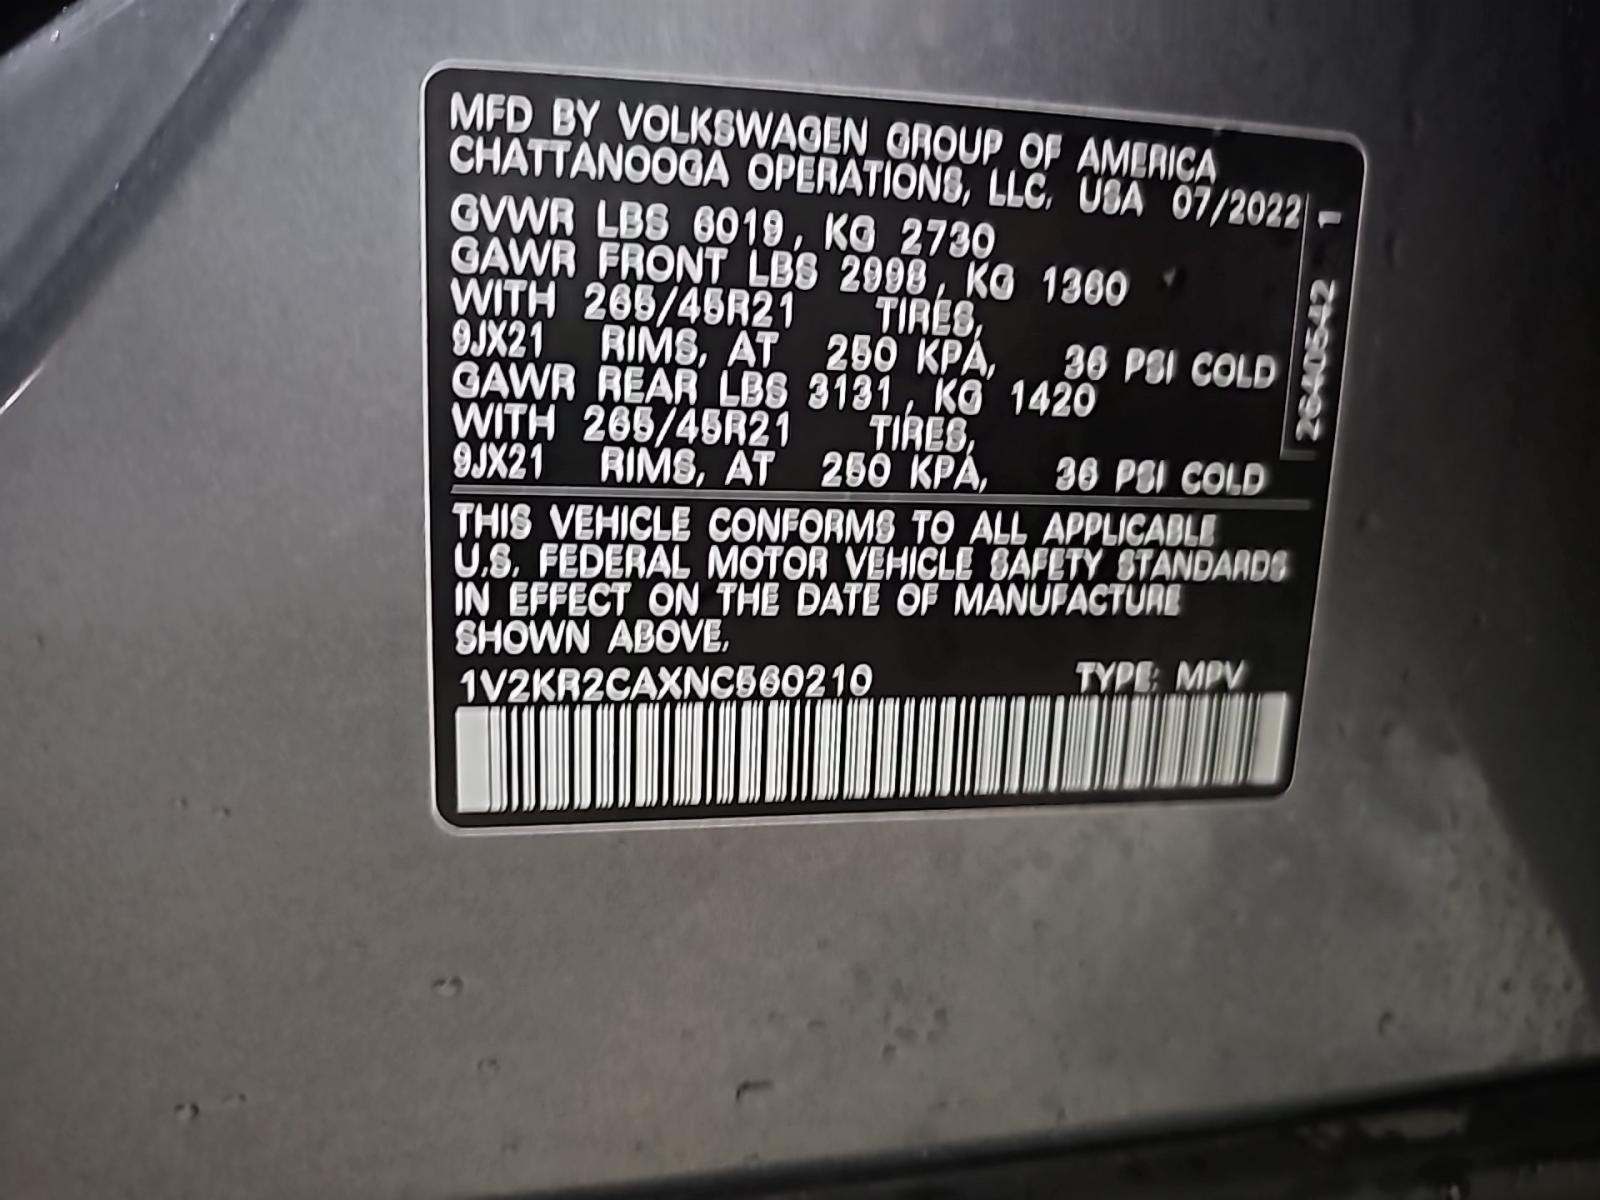 MFD BY VOLKSWAGEN GROUP OF AMERICA
CHATTANOOGA OPERATIONS, LLC. USA 07/2022
GVWR LBS 6019, KG 2730
GAWR FRONT LBS 2998, KG 1360
WITH 265/45R21 TIRES,
9JX21 RIMS, AT 250 KPA, 36 PSI COLD
GAWR REAR LBS 3131, KG 1420
WITH 265/45R21 TIRES,
9JX21 RIMS, AT 250 KPA, 36 PSI COLD
THIS VEHICLE CONFORMS TO ALL APPLICABLE
U.S. FEDERAL MOTOR VEHICLE SAFETY STANDARDS
IN EFFECT ON THE DATE OF MANUFACTURE
SHOWN ABOVE.
1V2KR2CAXNC560210 TYPE: MPV
2640542 1